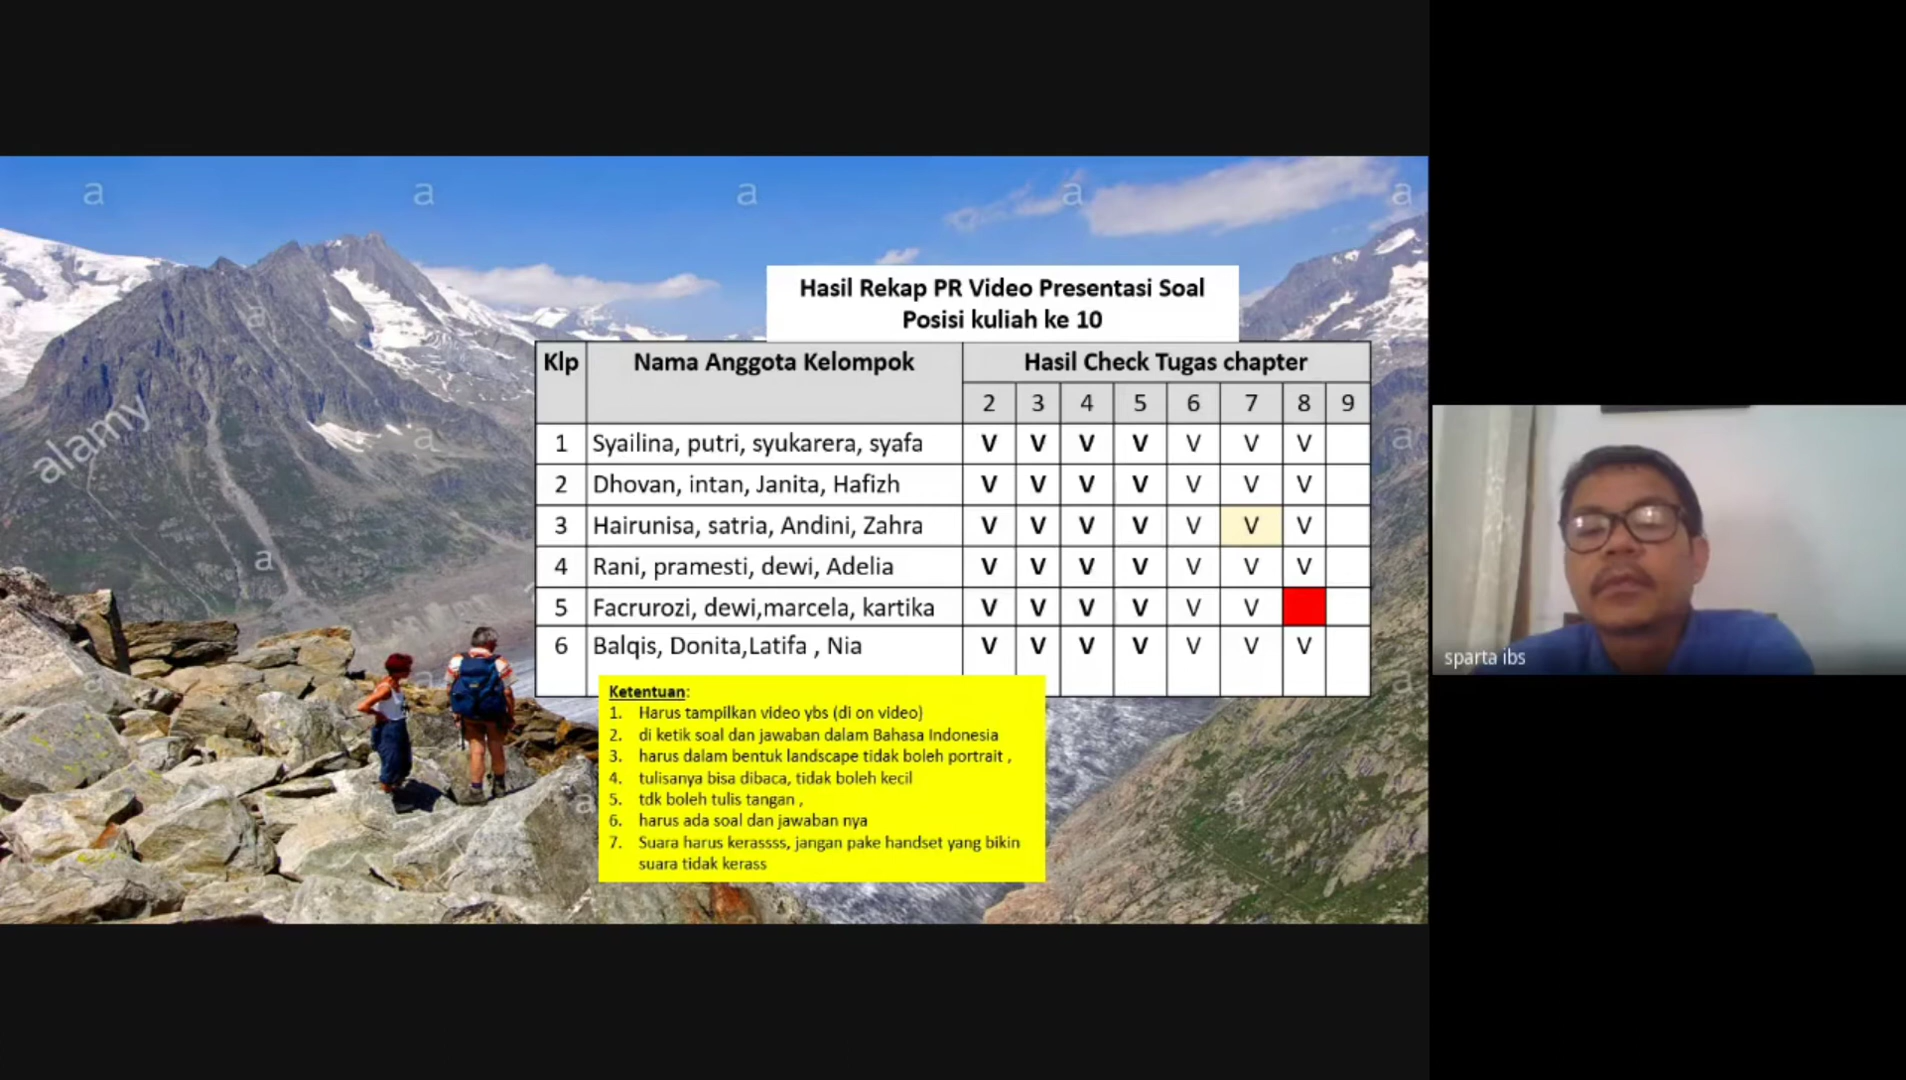 a a a a a
Hasil Rekap PR Video Presentasi Soal
Posisi kuliah ke 10
Klp Nama Anggota Kelompok Hasil Check Tugas chapter
2 3 4 5 6 7 8 9
1 Syailina, putri, syukarera, syafa V V V V V V V
2 Dhovan, intan, Janita, Hafizh V V V V V V V
3 Hairunisa, satria, Andini, Zahra V V V V V V V
4 Rani, pramesti, dewi, Adelia V V V V V V V
5 Facrurozi, dewi,marcela, kartika V V V V V V
6 Balqis, Donita,Latifa , Nia V V V V V V V
alamy
Ketentuan:
1. Harus tampilkan video ybs (di on video)
2. di ketik soal dan jawaban dalam Bahasa Indonesia
3. harus dalam bentuk landscape tidak boleh portrait ,
4. tulisanya bisa dibaca, tidak boleh kecil
5. tdk boleh tulis tangan ,
6. harus ada soal dan jawaban nya
7. Suara harus kerassss, jangan pake handset yang bikin
suara tidak kerass
sparta ibs